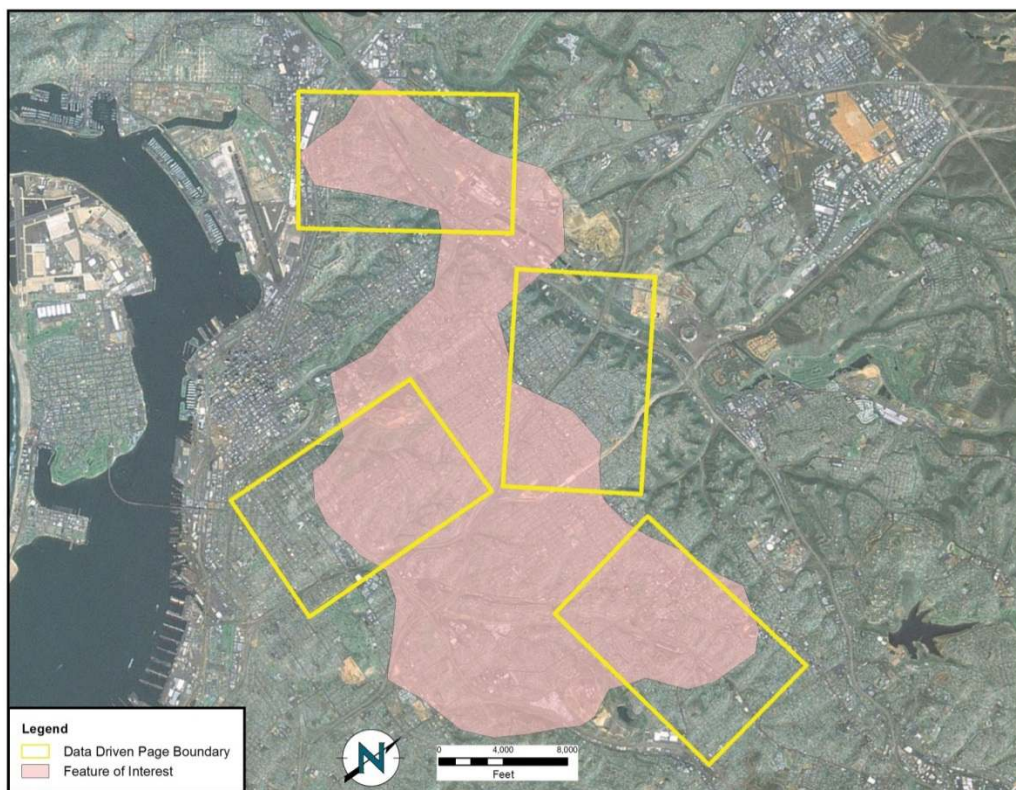 Legend
Data Driven Page Boundary
Feature of Interest
N
0 4,000 8,000
Feet